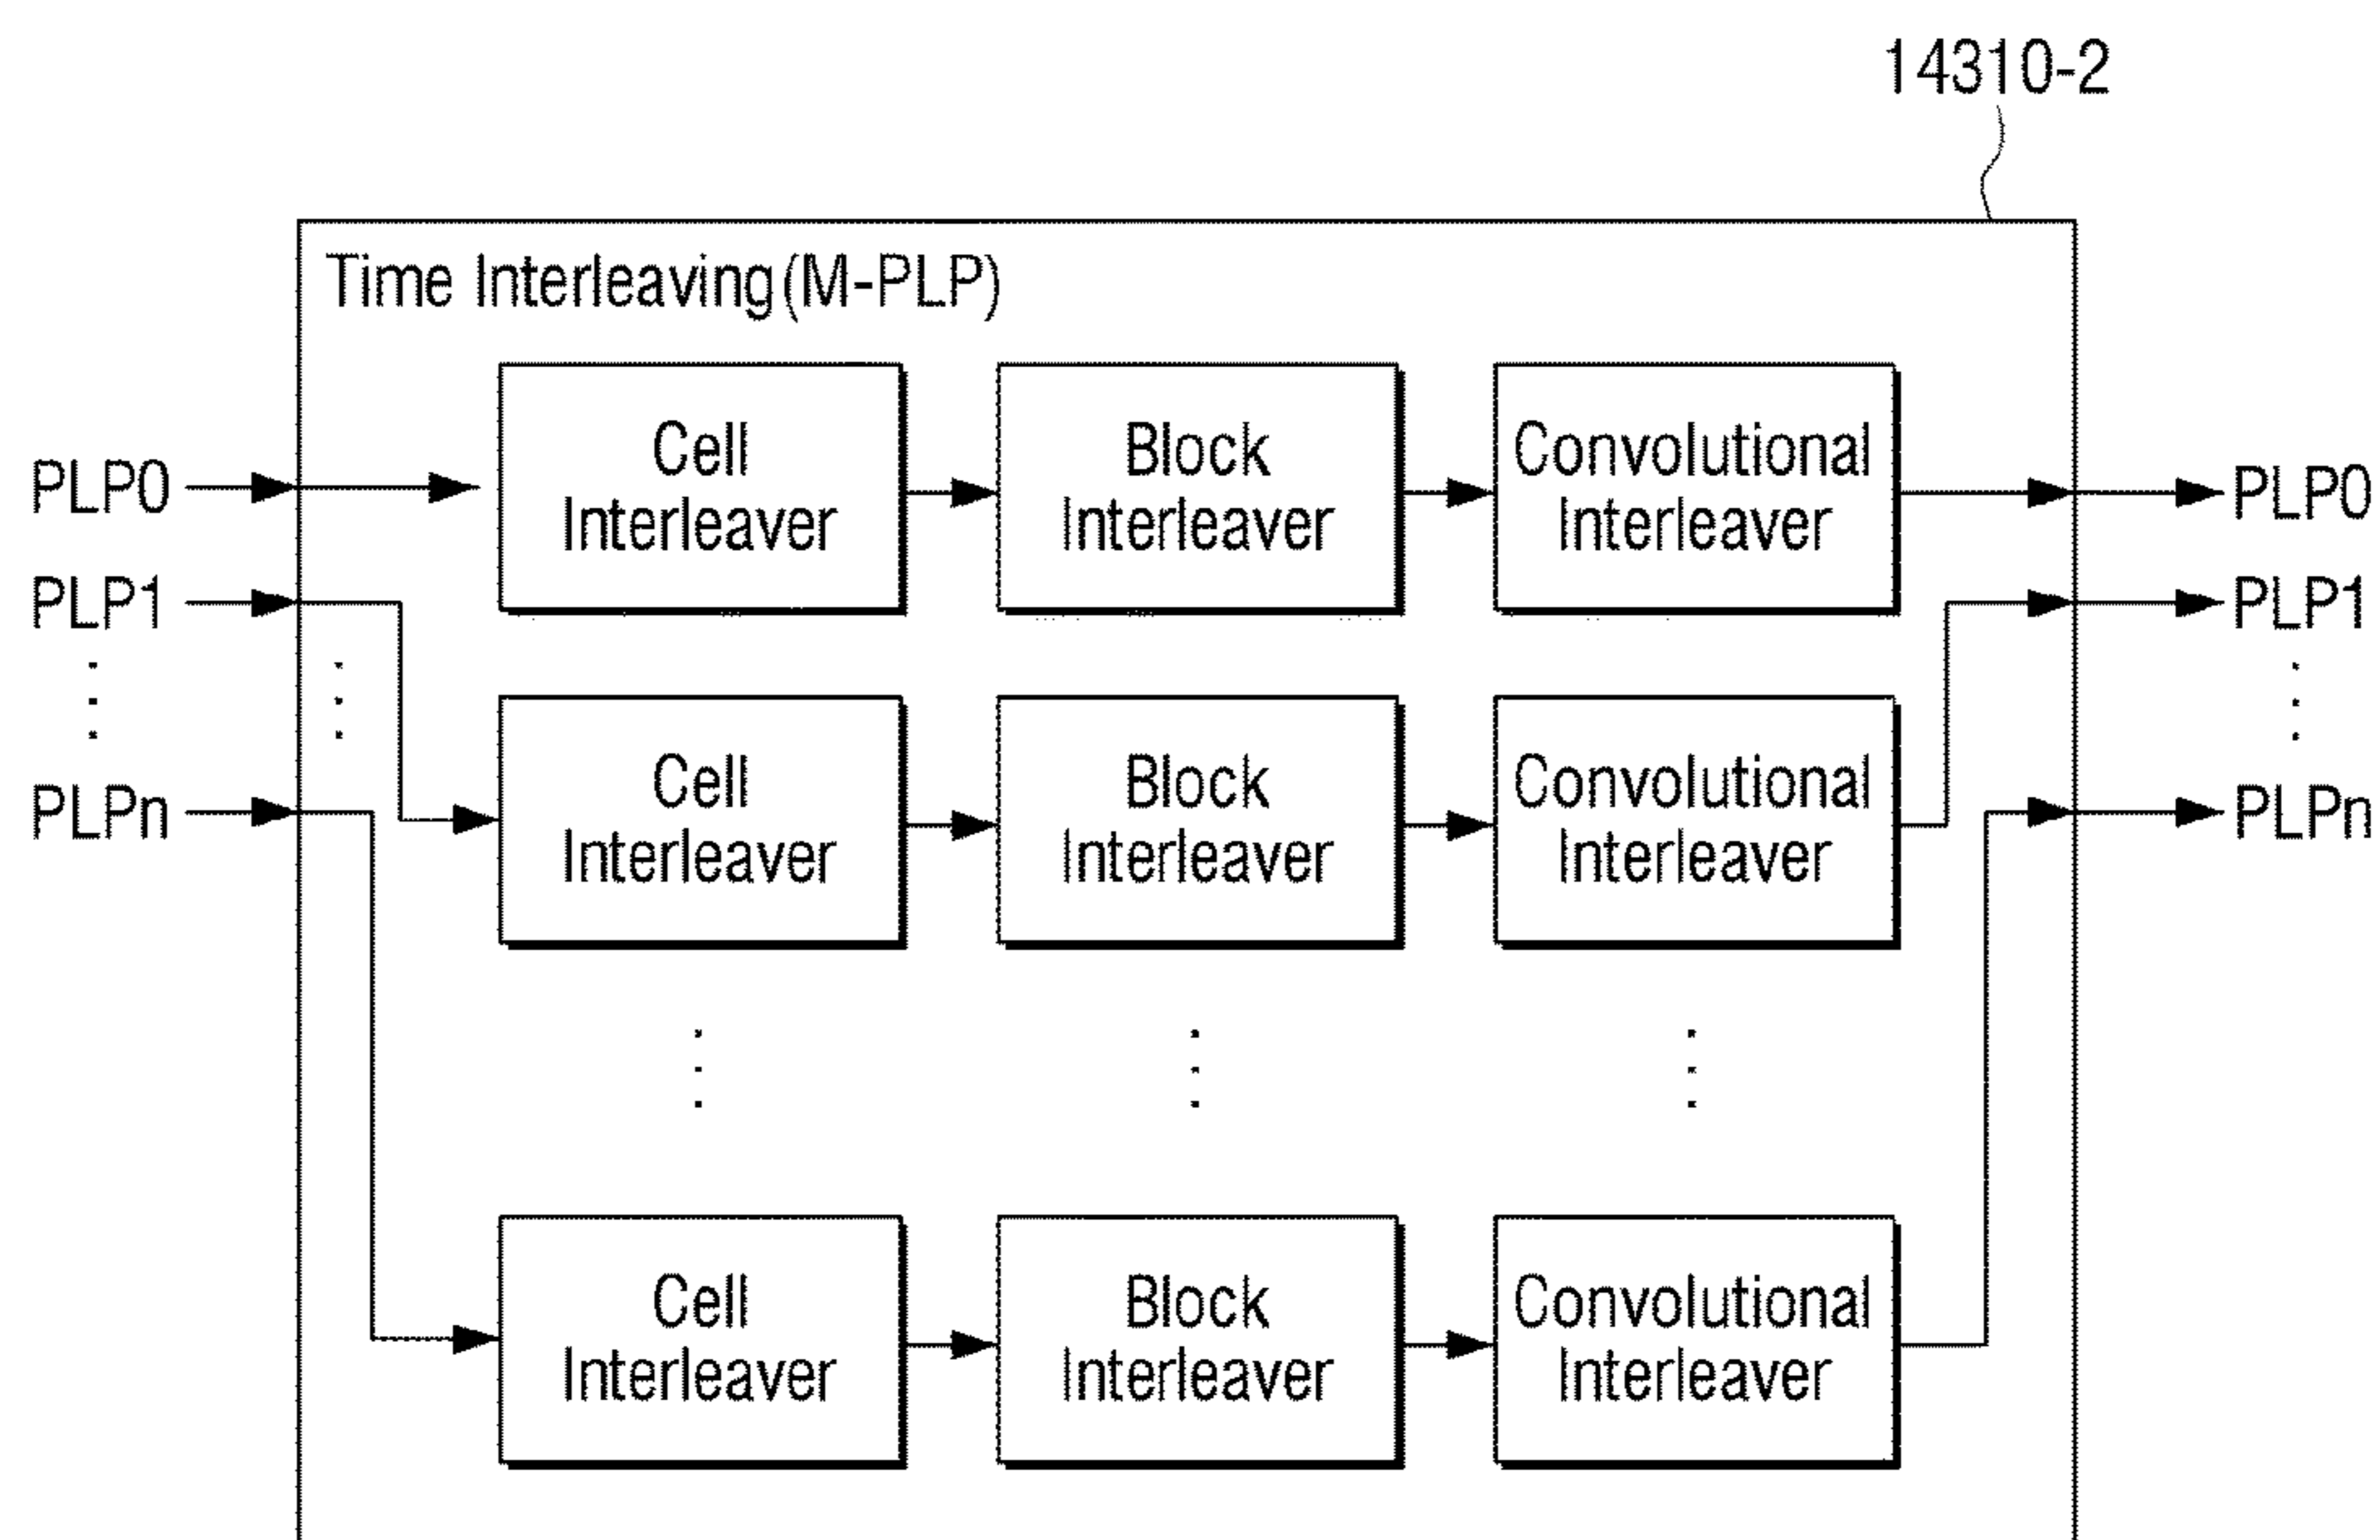 14310-2
Time Interleaving (M-PLP)
PLP0
Cell
Interleaver
Block
Interleaver
Convolutional
Interleaver
PLP0
PLP1
PLP1
Cell
Interleaver
Block
Interleaver
Convolutional
Interleaver
PLPn
PLPn
Cell
Interleaver
Block
Interleaver
Convolutional
Interleaver